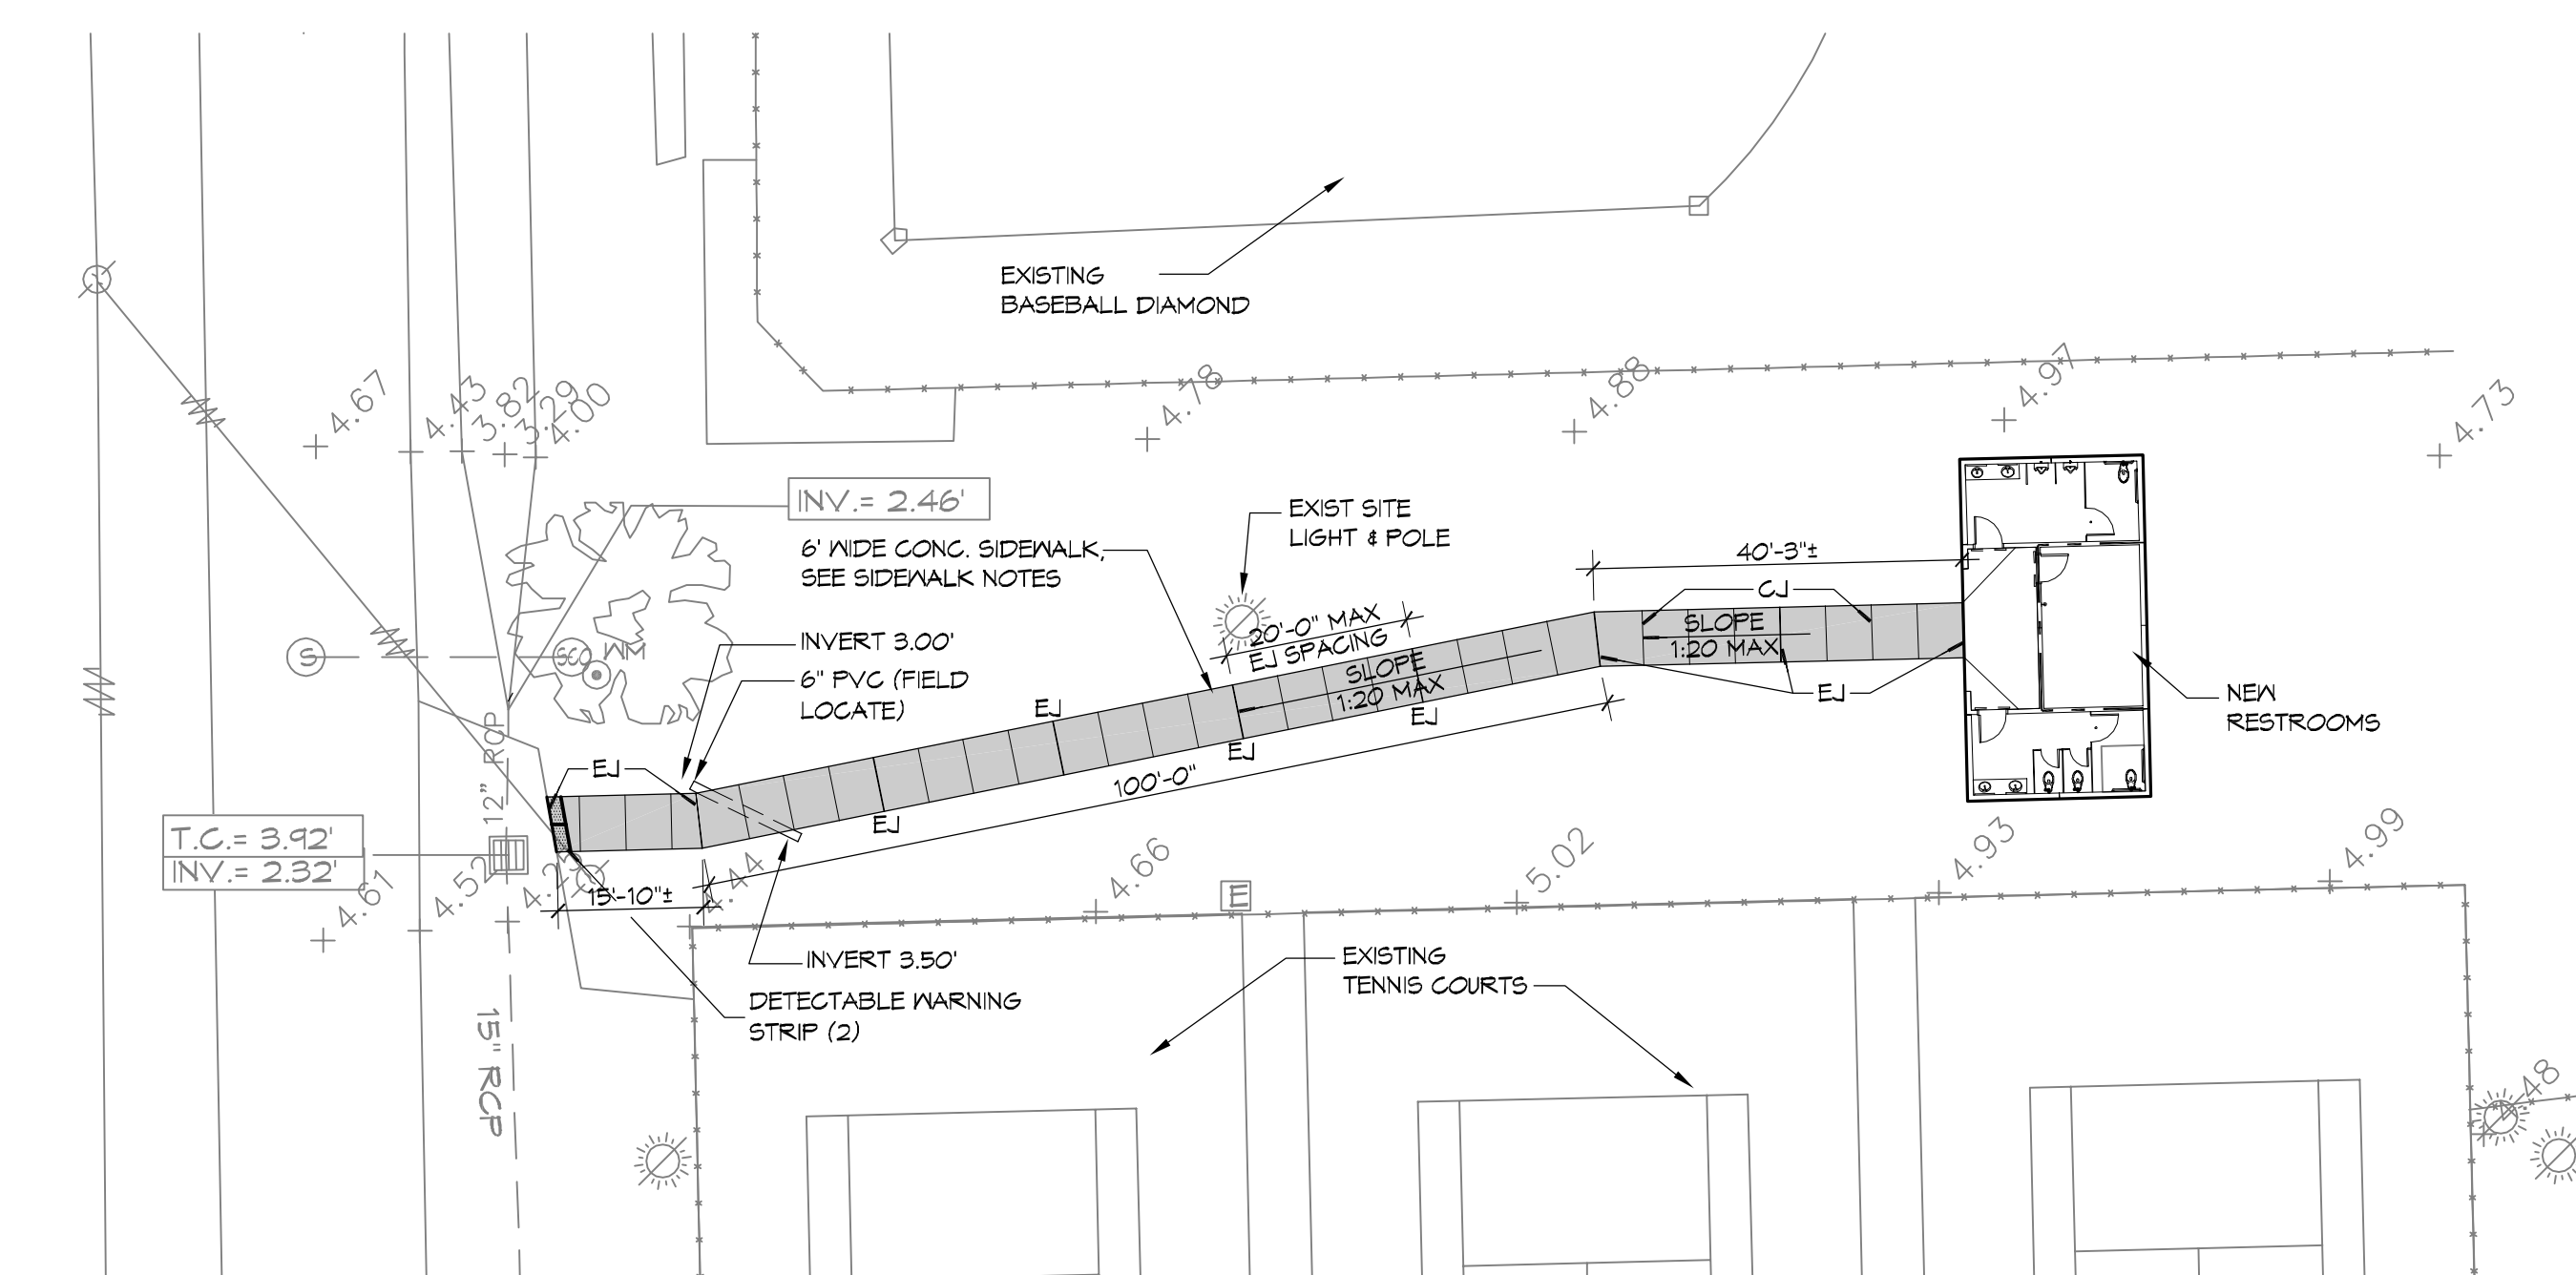 EXISTING
BASEBALL DIAMOND
4.67
4.43
3.82
3.29
4.00
4.78
4.88
4.97
4.73
INV.= 2.46'
EXIST SITE
LIGHT & POLE
6' WIDE CONC. SIDEWALK,
SEE SIDEWALK NOTES
40'-3"±
CJ
20'-0" MAX
EJ SPACING
SLOPE
1:20 MAX
SLOPE
1:20 MAX
INVERT 3.00'
6" PVC (FIELD
LOCATE)
S
SCO
WM
EJ
EJ
EJ
EJ
EJ
EJ
NEW
RESTROOMS
12" RCP
100'-0"
T.C.= 3.92'
INV.= 2.32'
4.61
4.52
15'-10"±
4.44
4.66
E
5.02
4.93
4.99
INVERT 3.50'
DETECTABLE WARNING
STRIP (2)
EXISTING
TENNIS COURTS
15" RCP